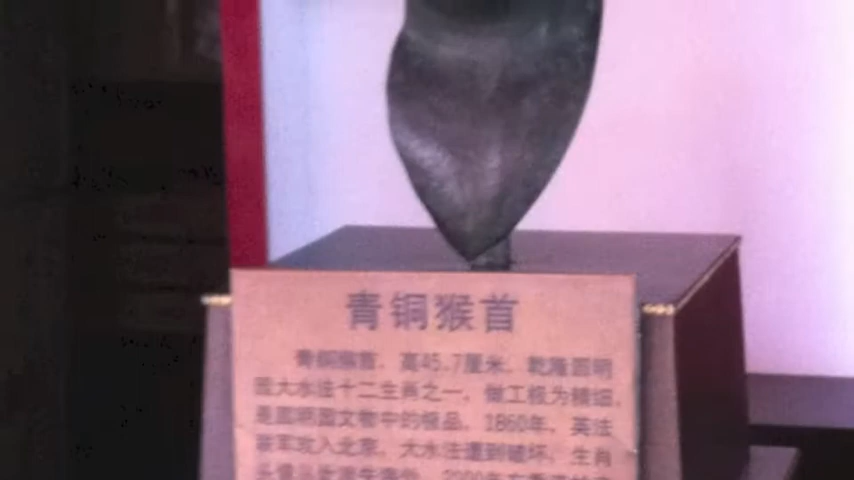 青铜猴首
青铜猴首，高45.7厘米，乾隆圆明
园大水法十二生肖之一，做工极为精细，
是圆明园文物中的极品。1860年，英法
联军攻入北京，大水法遭到破坏，生肖